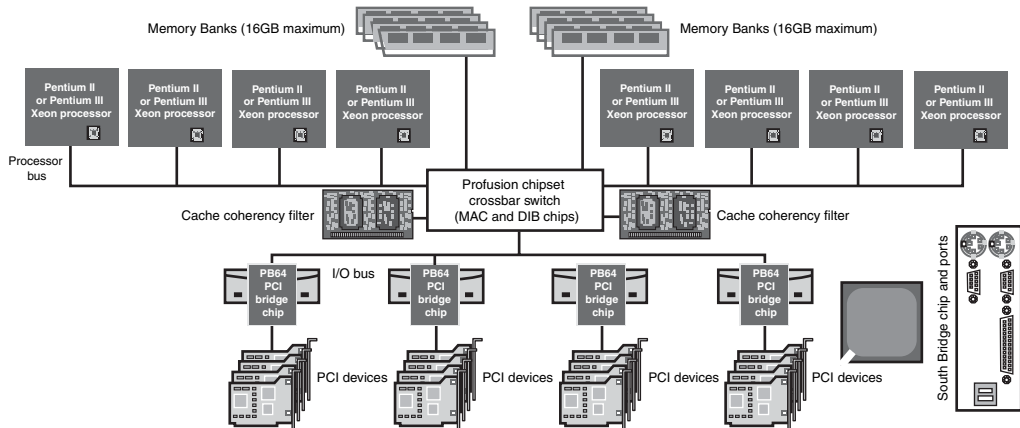 Memory Banks (16GB maximum)
Memory Banks (16GB maximum)
Pentium II
or Pentium III
Xeon processor
Pentium II
or Pentium III
Xeon processor
Pentium II
or Pentium III
Xeon processor
Pentium II
or Pentium III
Xeon processor
Pentium II
or Pentium III
Xeon processor
Pentium II
or Pentium III
Xeon processor
Pentium II
or Pentium III
Xeon processor
Pentium II
or Pentium III
Xeon processor
Processor
bus
Profusion chipset
crossbar switch
(MAC and DIB chips)
Cache coherency filter
Cache coherency filter
I/O bus
PB64
PCI
bridge
chip
PB64
PCI
bridge
chip
PB64
PCI
bridge
chip
PB64
PCI
bridge
chip
PCI devices
PCI devices
PCI devices
PCI devices
South Bridge chip and ports